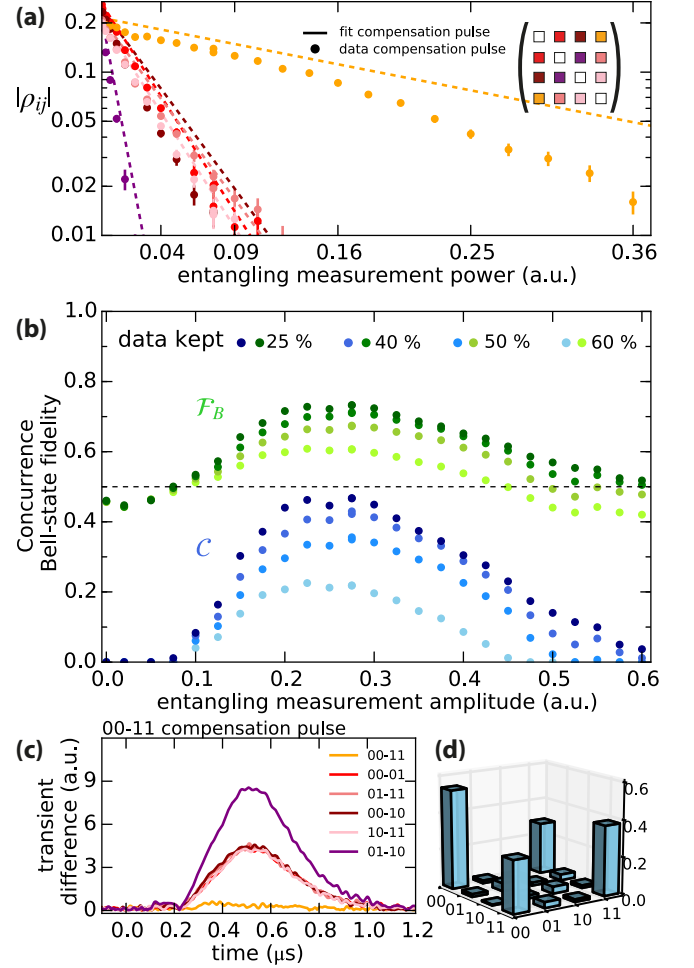 (a)
0.2
0.1
0.05
0.02
0.01
|ρij|
fit compensation pulse
data compensation pulse
0.04 0.09 0.16 0.25 0.36
entangling measurement power (a.u.)
(b)
1.0
0.8
0.6
0.4
0.2
0.0
Concurrence
Bell-state fidelity
data kept 25 % 40 % 50 % 60 %
FB
C
0.0 0.1 0.2 0.3 0.4 0.5 0.6
entangling measurement amplitude (a.u.)
(c)
00-11 compensation pulse
9
6
3
0
transient
difference (a.u.)
00-11
00-01
01-11
00-10
10-11
01-10
0.0 0.2 0.4 0.6 0.8 1.0 1.2
time (μs)
(d)
0.6
0.4
0.2
0.0
00 01 10 11
00 01 10 11